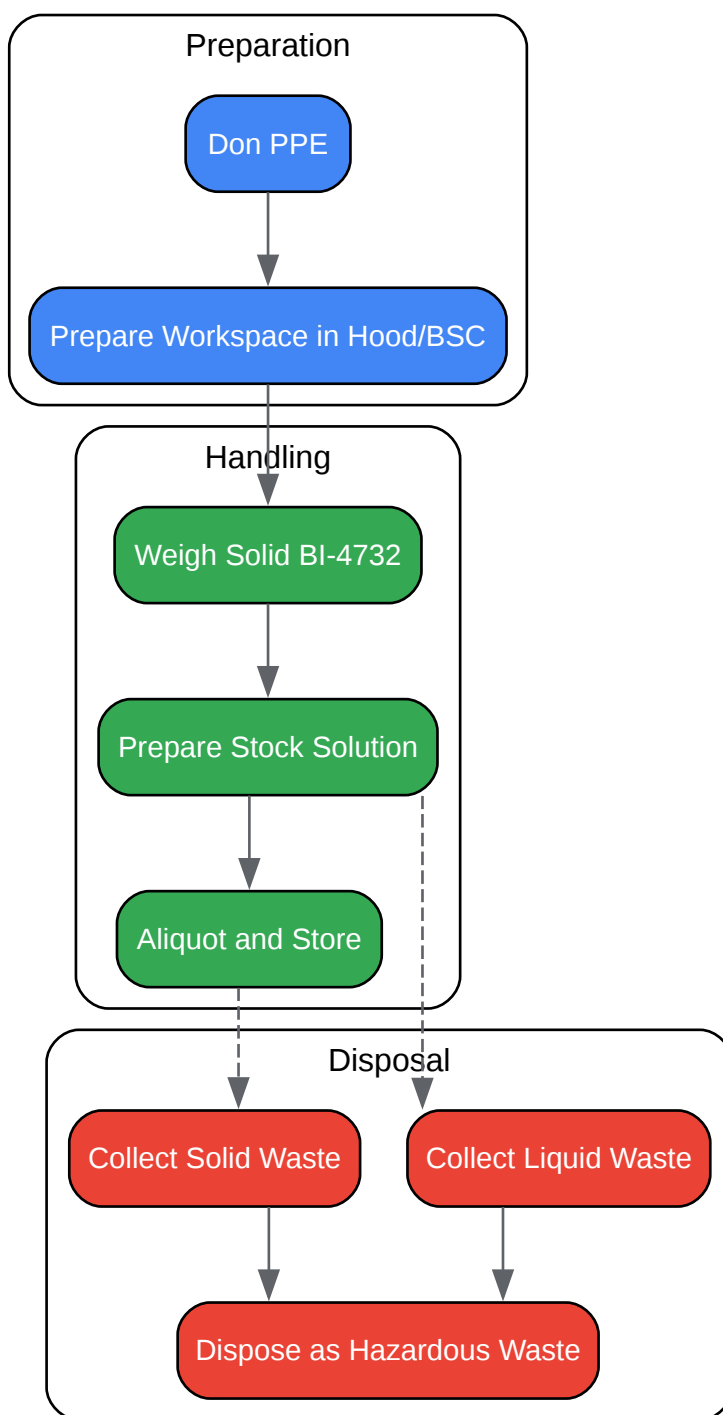 Preparation
Don PPE
Prepare Workspace in Hood/BSC
Handling
Weigh Solid BI-4732
Prepare Stock Solution
Aliquot and Store
Disposal
Collect Solid Waste
Collect Liquid Waste
Dispose as Hazardous Waste